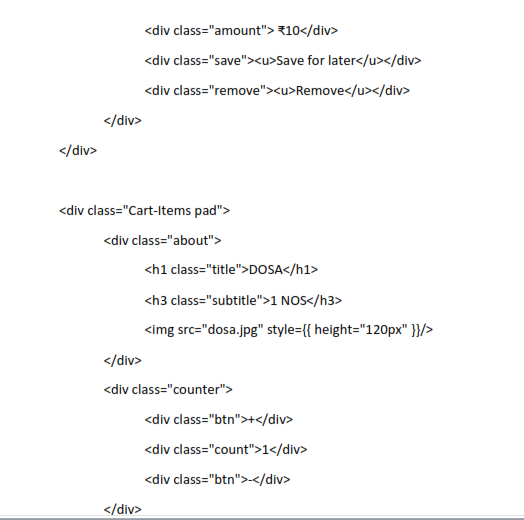 <div class="amount"> ₹10</div>
<div class="save"><u>Save for later</u></div>
<div class="remove"><u>Remove</u></div>
</div>
</div>
<div class="Cart-Items pad">
<div class="about">
<h1 class="title">DOSA</h1>
<h3 class="subtitle">1 NOS</h3>
<img src="dosa.jpg" style={{ height="120px" }}/>
</div>
<div class="counter">
<div class="btn">+</div>
<div class="count">1</div>
<div class="btn">-</div>
</div>